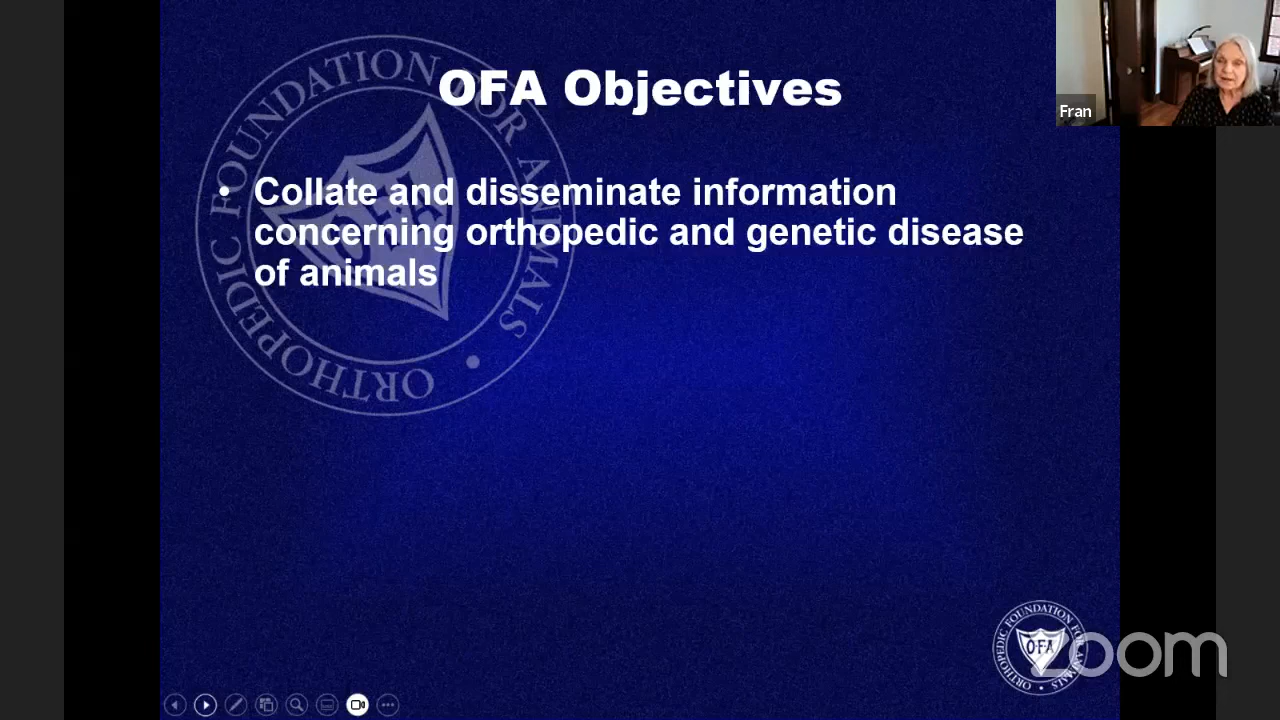 OFA Objectives
• Collate and disseminate information
concerning orthopedic and genetic disease
of animals
ORTHOPEDIC FOUNDATION FOR ANIMALS •
OFA
Fran
ORTHOPEDIC FOUNDATION FOR ANIMALS •
O·F·A
zoom